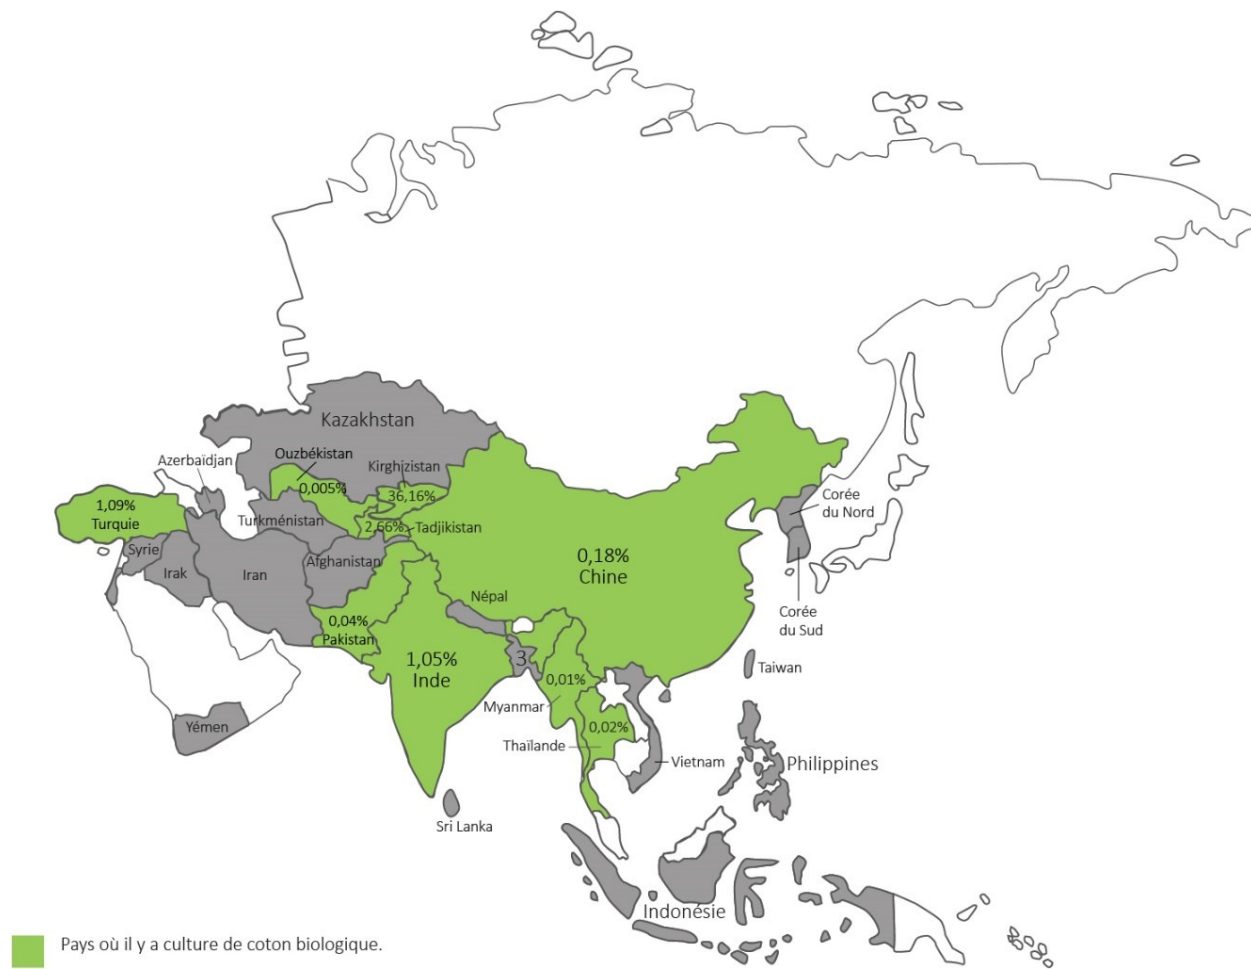 Kazakhstan
Ouzbékistan
Azerbaïdjan
Kirghizistan
0,005%
36,16%
1,09%
Turquie
Turkménistan
2,66%
Tadjikistan
Corée
du Nord
Syrie
Irak
Iran
Afghanistan
0,18%
Chine
Népal
Corée
du Sud
0,04%
Pakistan
1,05%
Inde
3
Taiwan
0,01%
Myanmar
Yémen
0,02%
Thaïlande
Vietnam
Philippines
Sri Lanka
Indonésie
Pays où il y a culture de coton biologique.